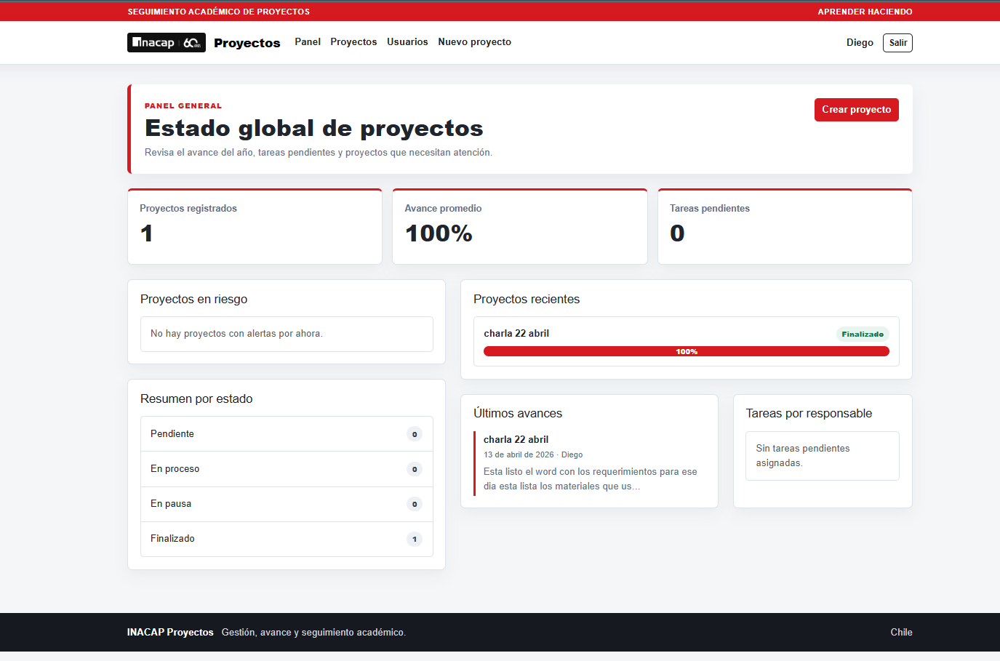 SEGUIMIENTO ACADÉMICO DE PROYECTOS
APRENDER HACIENDO
inacap 60
Proyectos
Panel
Proyectos
Usuarios
Nuevo proyecto
Diego
Salir
PANEL GENERAL
Estado global de proyectos
Revisa el avance del año, tareas pendientes y proyectos que necesitan atención.
Crear proyecto
Proyectos registrados
1
Avance promedio
100%
Tareas pendientes
0
Proyectos en riesgo
No hay proyectos con alertas por ahora.
Resumen por estado
Pendiente 0
En proceso 0
En pausa 0
Finalizado 1
Proyectos recientes
charla 22 abril
Finalizado
100%
Últimos avances
charla 22 abril
13 de abril de 2026 · Diego
Esta listo el word con los requerimientos para ese
dia esta lista los materiales que us…
Tareas por responsable
Sin tareas pendientes
asignadas.
INACAP Proyectos Gestión, avance y seguimiento académico.
Chile